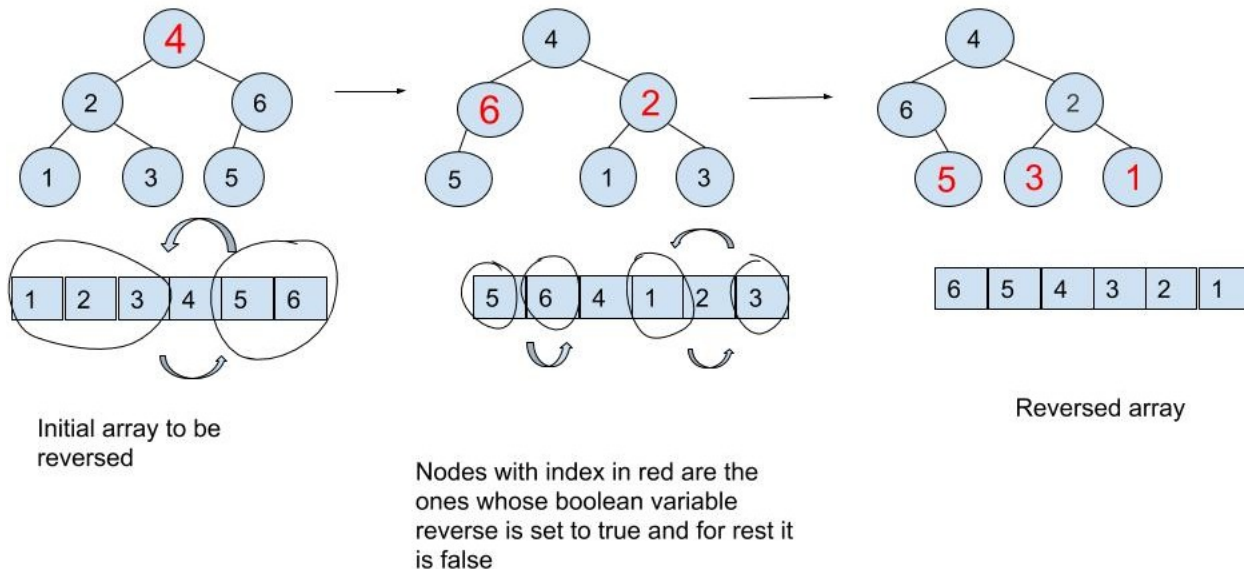 4
4
4
2
6
6
2
6
2
1
3
5
5
1
3
5
3
1
1 2 3 4 5 6
5 6 4 1 2 3
6 5 4 3 2 1
Initial array to be
reversed
Reversed array
Nodes with index in red are the
ones whose boolean variable
reverse is set to true and for rest it
is false